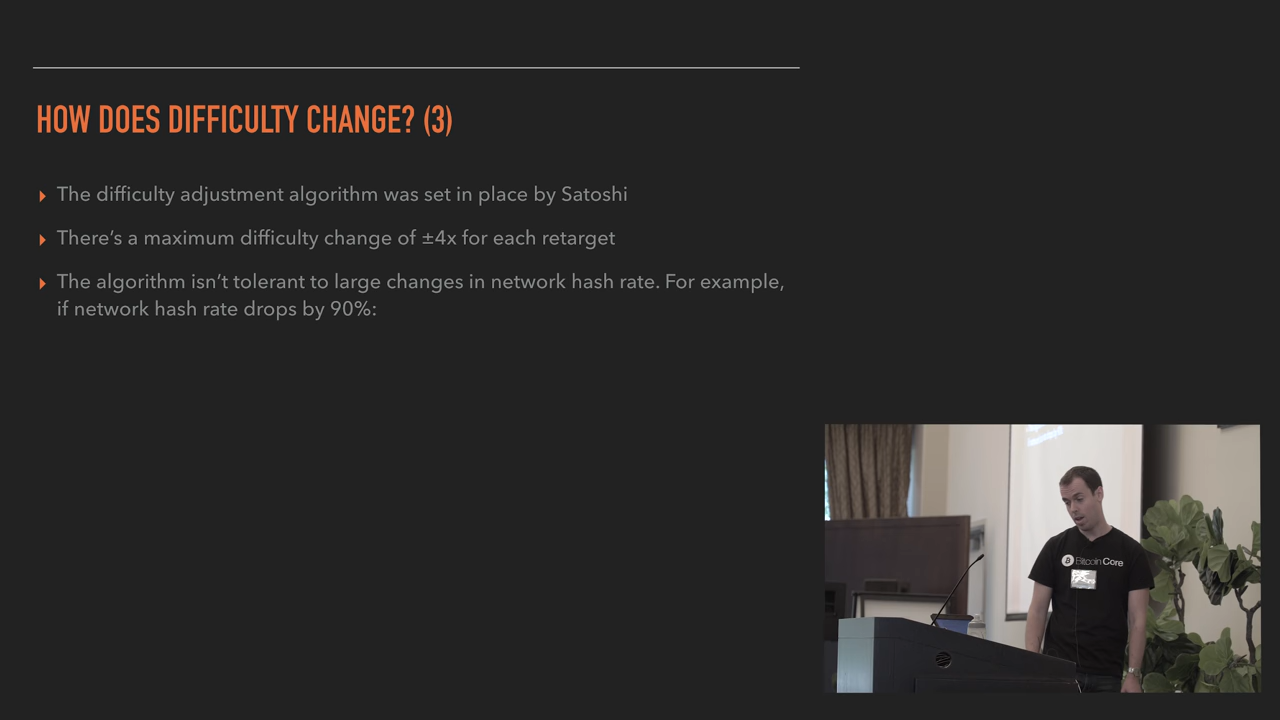 HOW DOES DIFFICULTY CHANGE? (3)
The difficulty adjustment algorithm was set in place by Satoshi
There's a maximum difficulty change of ±4x for each retarget
The algorithm isn't tolerant to large changes in network hash rate. For example,
if network hash rate drops by 90%:
Bitcoin Core